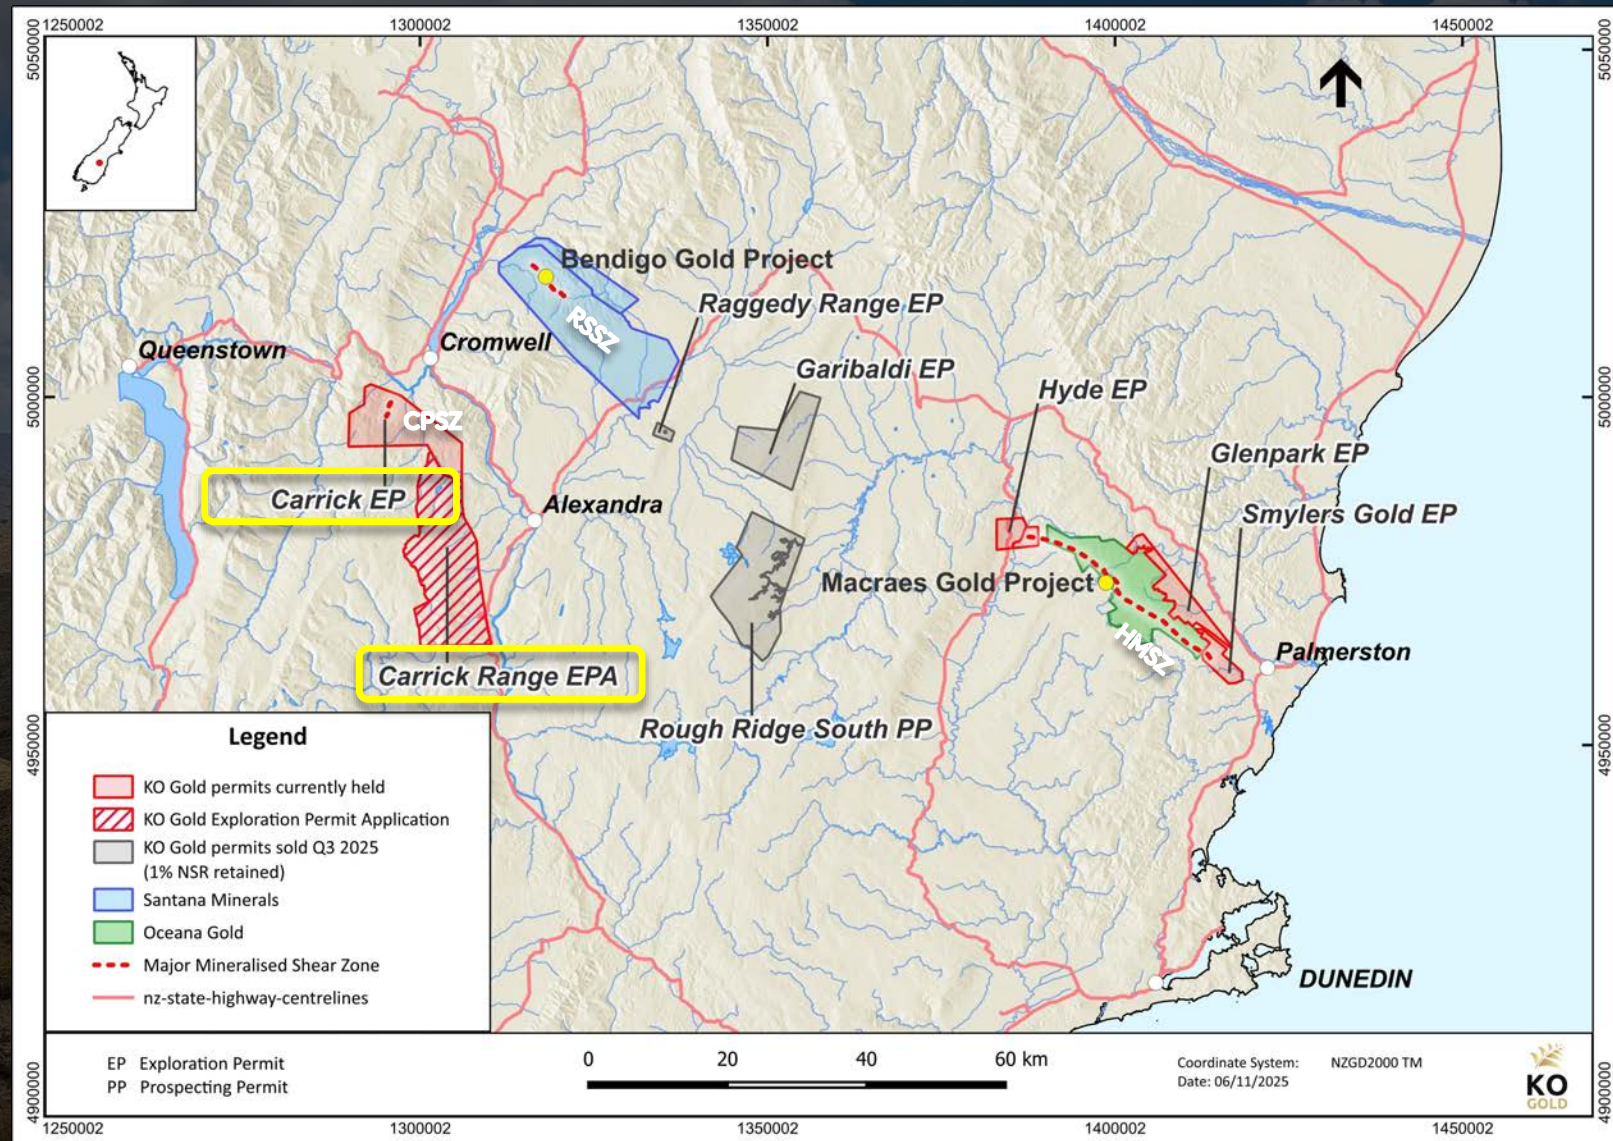 1250002
1300002
1350002
1400002
1450002
5050000
5050000
Bendigo Gold Project
RSSZ
Raggedy Range EP
Queenstown
Cromwell
Garibaldi EP
Hyde EP
5000000
5000000
CPSZ
Glenpark EP
Carrick EP
Alexandra
Smylers Gold EP
Macraes Gold Project
HMSZ
Palmerston
Carrick Range EPA
Rough Ridge South PP
4950000
4950000
Legend
KO Gold permits currently held
KO Gold Exploration Permit Application
KO Gold permits sold Q3 2025
(1% NSR retained)
Santana Minerals
Oceana Gold
Major Mineralised Shear Zone
nz-state-highway-centrelines
DUNEDIN
EP Exploration Permit
PP Prospecting Permit
0 20 40 60 km
Coordinate System: NZGD2000 TM
Date: 06/11/2025
KO
GOLD
4900000
4900000
1250002
1300002
1350002
1400002
1450002